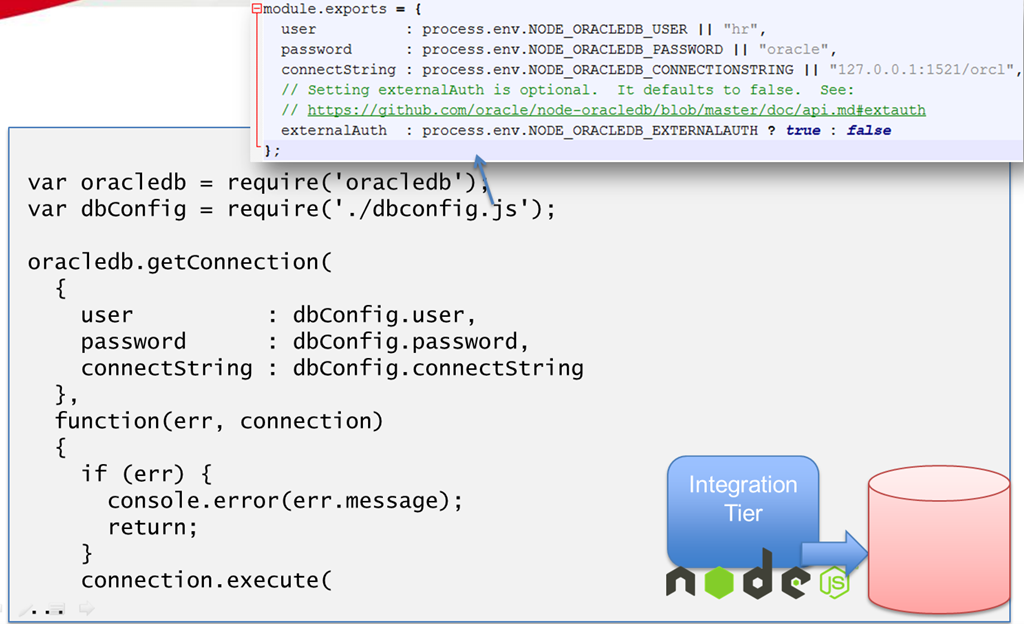 module.exports = {
user : process.env.NODE_ORACLEDB_USER || "hr",
password : process.env.NODE_ORACLEDB_PASSWORD || "oracle",
connectString : process.env.NODE_ORACLEDB_CONNECTIONSTRING || "127.0.0.1:1521/orcl",
// Setting externalAuth is optional. It defaults to false. See:
// https://github.com/oracle/node-oracledb/blob/master/doc/api.md#extauth
externalAuth : process.env.NODE_ORACLEDB_EXTERNALAUTH ? true : false
};
var oracledb = require('oracledb');
var dbConfig = require('./dbconfig.js');
oracledb.getConnection(
{
user : dbConfig.user,
password : dbConfig.password,
connectString : dbConfig.connectString
},
function(err, connection)
{
if (err) {
console.error(err.message);
return;
}
connection.execute(
...
Integration
Tier
node
JS